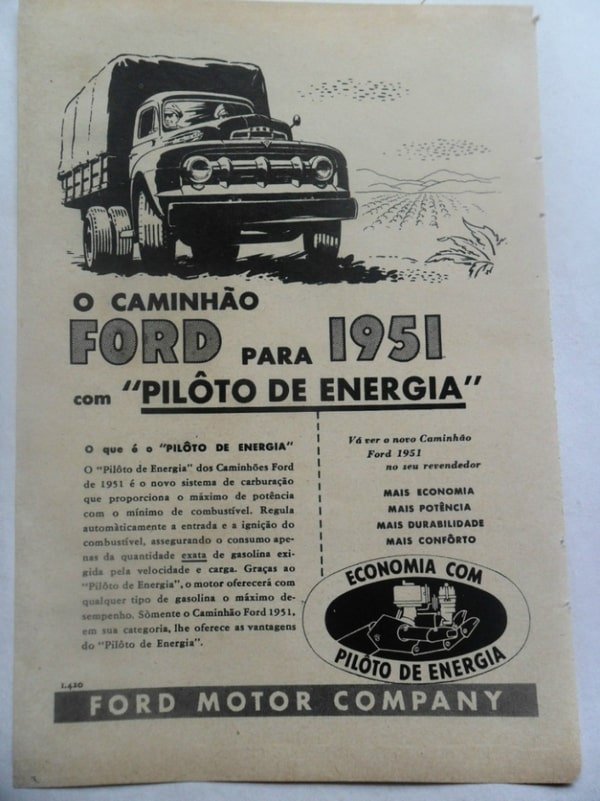 O CAMINHÃO
FORD PARA 1951
com "PILÔTO DE ENERGIA"
O que é o "PILÔTO DE ENERGIA"
O "Pilôto de Energia" dos Caminhões Ford
de 1951 é o novo sistema de carburação
que proporciona o máximo de potência
com o mínimo de combustível. Regula
automàticamente a entrada e a ignição do
combustível, assegurando o consumo ape-
nas da quantidade exata de gasolina exi-
gida pela velocidade e carga. Graças ao
"Pilôto de Energia", o motor oferecerá com
qualquer tipo de gasolina o máximo de-
sempenho. Sòmente o Caminhão Ford 1951,
em sua categoria, lhe oferece as vantagens
do "Pilôto de Energia".
Vá ver o novo Caminhão
Ford 1951
no seu revendedor
MAIS ECONOMIA
MAIS POTÊNCIA
MAIS DURABILIDADE
MAIS CONFÔRTO
ECONOMIA COM
PILÔTO DE ENERGIA
1.420
FORD MOTOR COMPANY